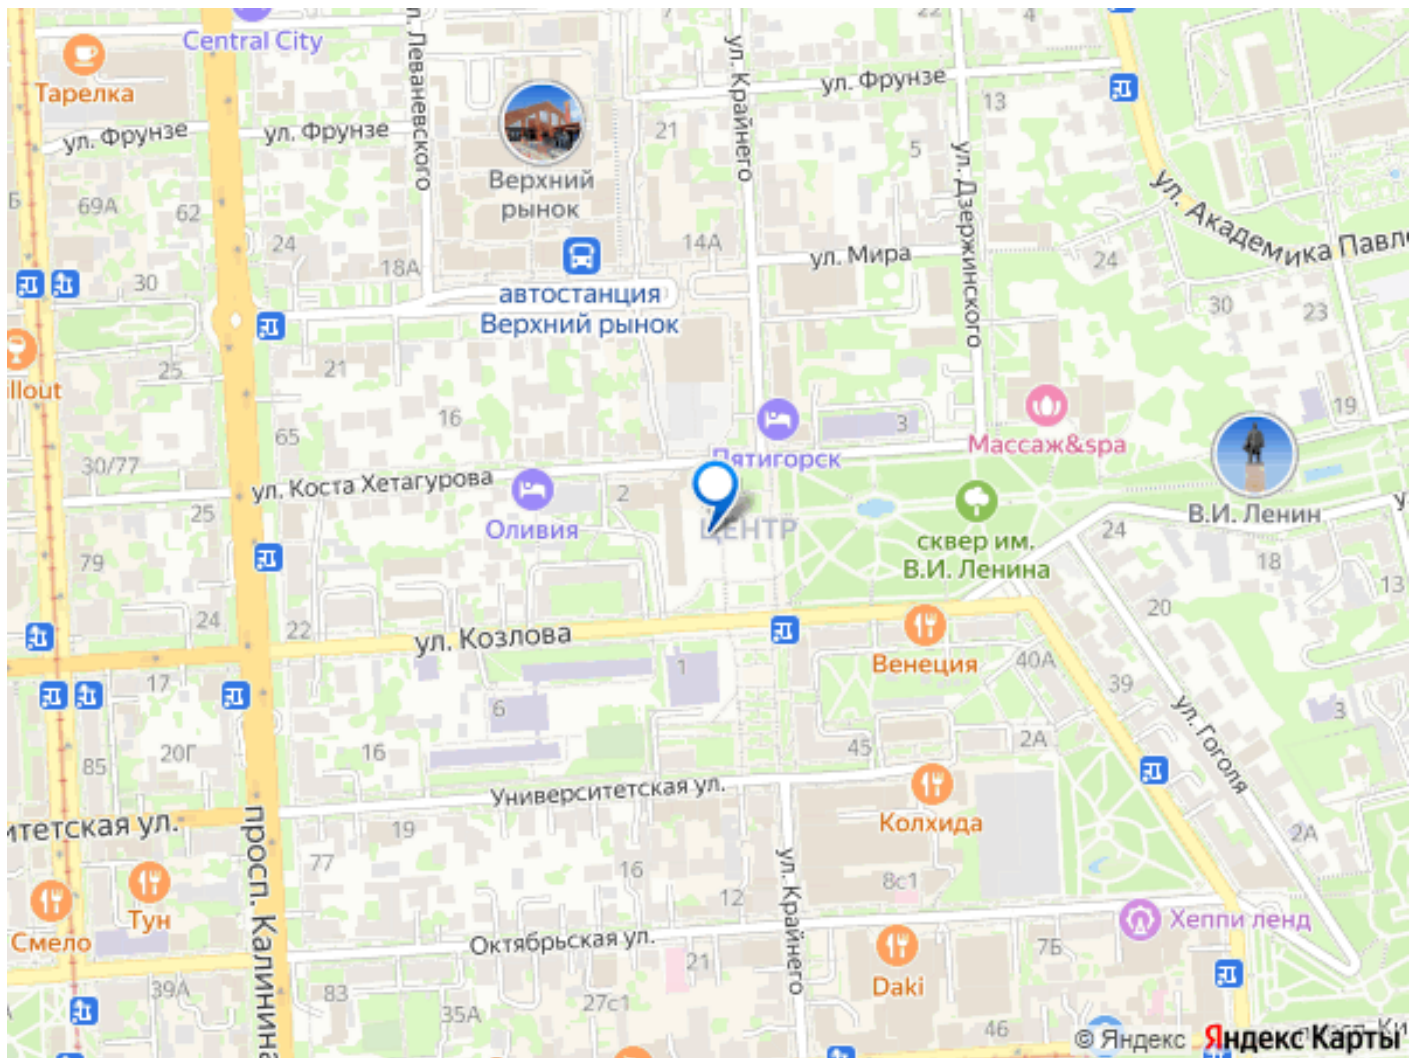 Central City
Тарелка
ул. Фрунзе
ул. Фрунзе
ул. Леваневского
Верхний
рынок
21
ул. Крайнего
22
4
ул. Фрунзе
13
5
ул. Дзержинского
ул. Академика Павл
69А
62
24
30
18А
14А
ул. Мира
24
30
23
автостанция
Верхний рынок
llout
25
21
16
65
3
19
Пятигорск
Массаж&spa
30/77
ул. Коста Хетагурова
25
Оливия
2
ЦЕНТР
сквер им.
В.И. Ленина
В.И. Ленин
24
18
13
20
79
24
22
ул. Козлова
1
Венеция
40А
39
17
6
ул. Гоголя
3
20Г
85
16
45
2А
Университетская ул.
Колхида
итетская ул.
просп. Калинина
19
77
16
12
ул. Крайнего
8с1
2А
Тун
Смело
Октябрьская ул.
21
Daki
7Б
Хеппи ленд
39А
83
35А
27с1
46
© Яндекс
Яндекс Карты